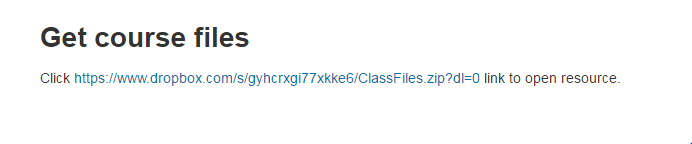 Get course files
Click https://www.dropbox.com/s/gyhcrxgi77xkke6/ClassFiles.zip?dl=0 link to open resource.